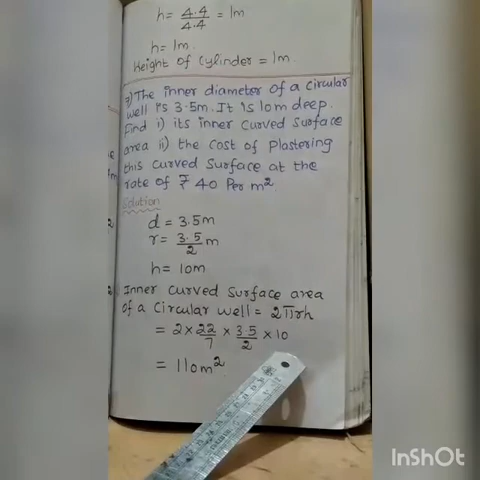 h = 4.4/4.4 = 1m
h = 1m.
Height of Cylinder = 1m.
7) The inner diameter of a circular
well is 3.5m. It is 10m deep.
Find i) its inner curved surface
area ii) the cost of Plastering
this curved surface at the
rate of ₹ 40 Per m²
Solution
d = 3.5m
r = 3.5/2 m
h = 10m
Inner curved surface area
of a circular well = 2πrh
= 2 × 22/7 × 3.5/2 × 10
= 110m².
InShOt